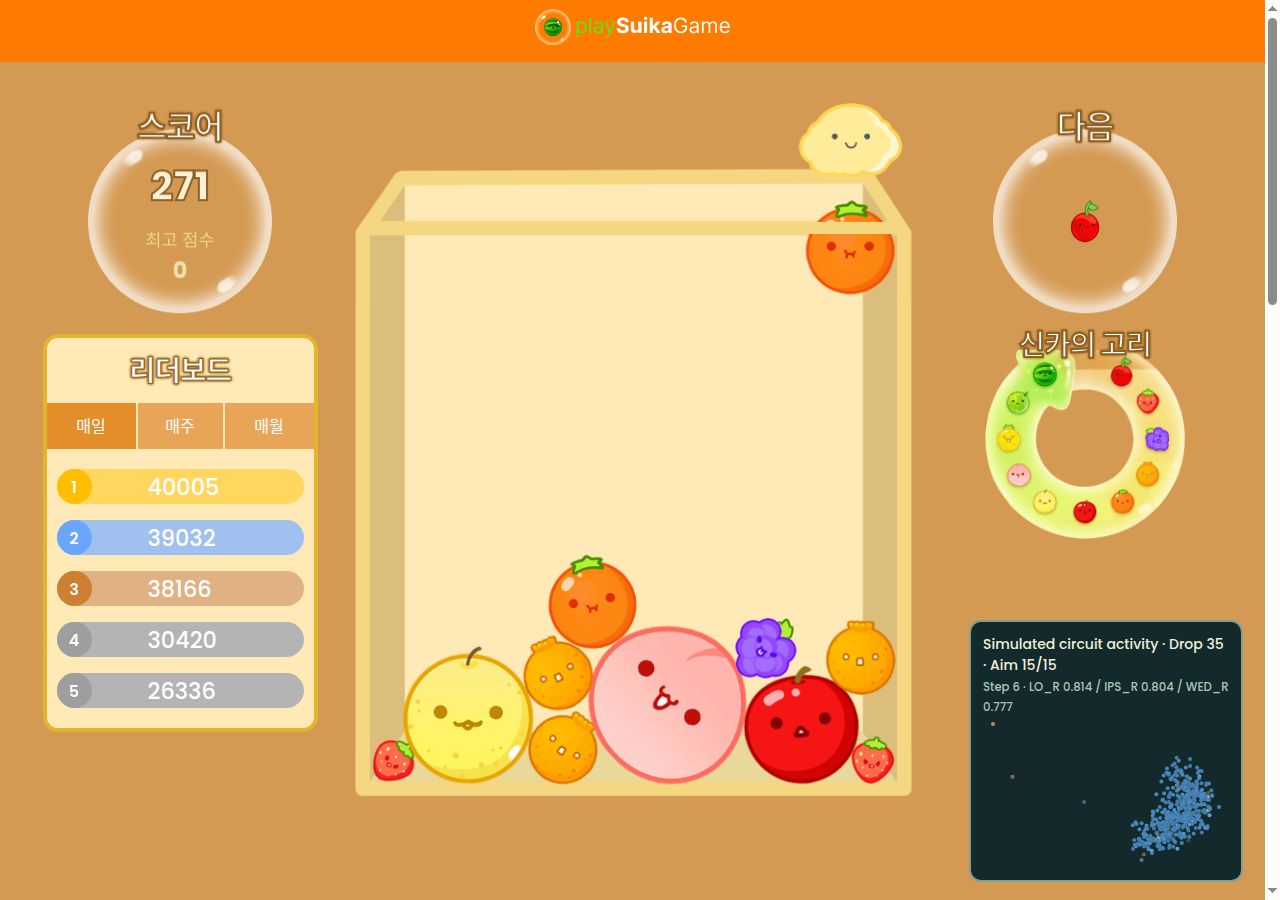 playSuikaGame
스코어
271
최고 점수
0
다음
리더보드
매일 매주 매월
1 40005
2 39032
3 38166
4 30420
5 26336
신카의 고리
Simulated circuit activity · Drop 35
· Aim 15/15
Step 6 · LO_R 0.814 / IPS_R 0.804 / WED_R
0.777